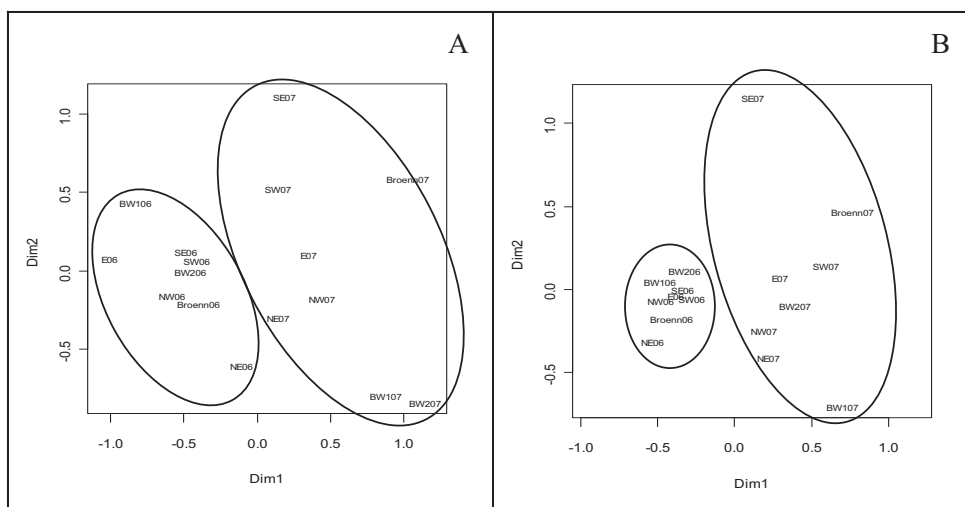 A
SE07
SW07
Broenn07
BW106
E06
SE06
SW06
BW206
E07
NW06
Broenn06
NW07
NE07
NE06
BW107
BW207
Dim2
1.0
0.5
0.0
-0.5
-1.0
-0.5
0.0
0.5
1.0
Dim1
B
SE07
Broenn07
SW07
BW206
BW106
E07
SE06
E06
NW06
SW06
BW207
Broenn06
NW07
NE06
NE07
BW107
Dim2
1.0
0.5
0.0
-0.5
-1.0
-0.5
0.0
0.5
1.0
Dim1